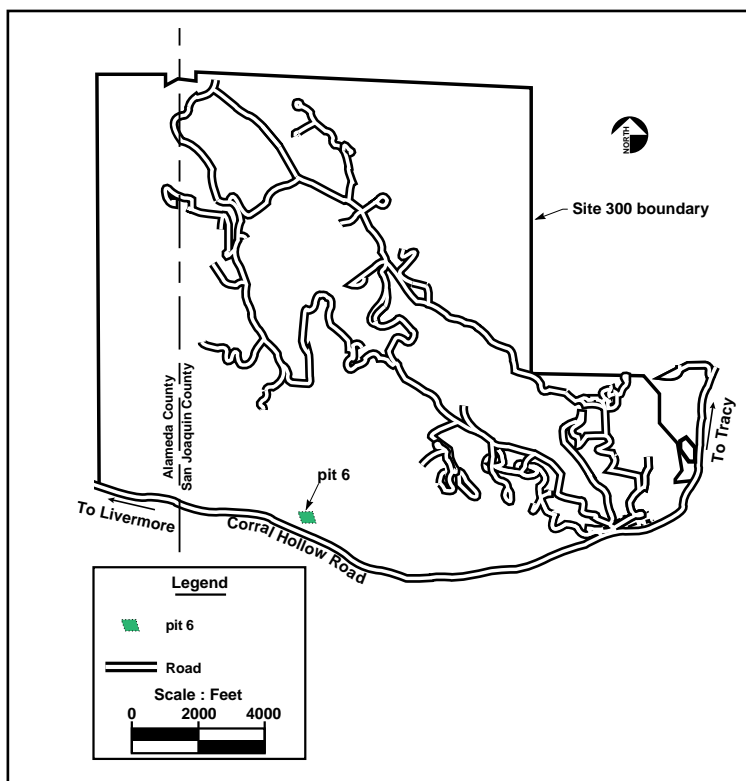 NORTH
Site 300 boundary
Alameda County
San Joaquin County
To Tracy
pit 6
To Livermore
Corral Hollow Road
Legend
pit 6
Road
Scale : Feet
0 2000 4000